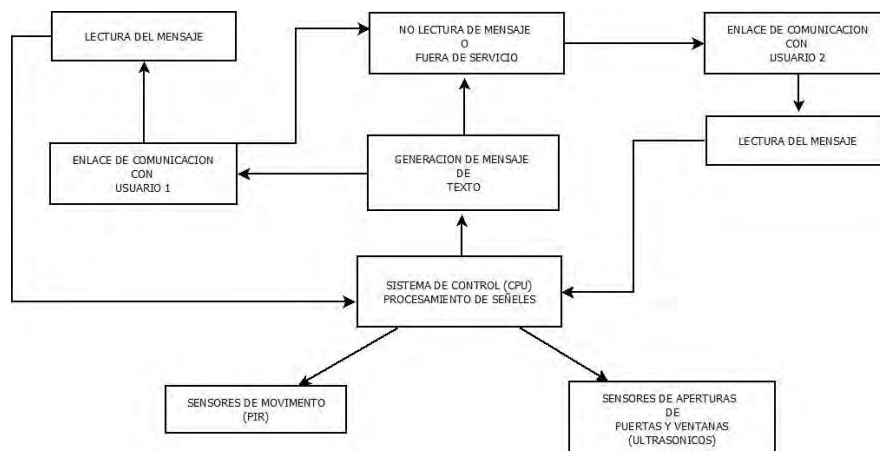 LECTURA DEL MENSAJE
NO LECTURA DE MENSAJE
O
FUERA DE SERVICIO
ENLACE DE COMUNICACION
CON
USUARIO 2
ENLACE DE COMUNICACION
CON
USUARIO 1
GENERACION DE MENSAJE
DE
TEXTO
LECTURA DEL MENSAJE
SISTEMA DE CONTROL (CPU)
PROCESAMIENTO DE SEÑELES
SENSORES DE MOVIMENTO
(PIR)
SENSORES DE APERTURAS
DE
PUERTAS Y VENTANAS
(ULTRASONICOS)